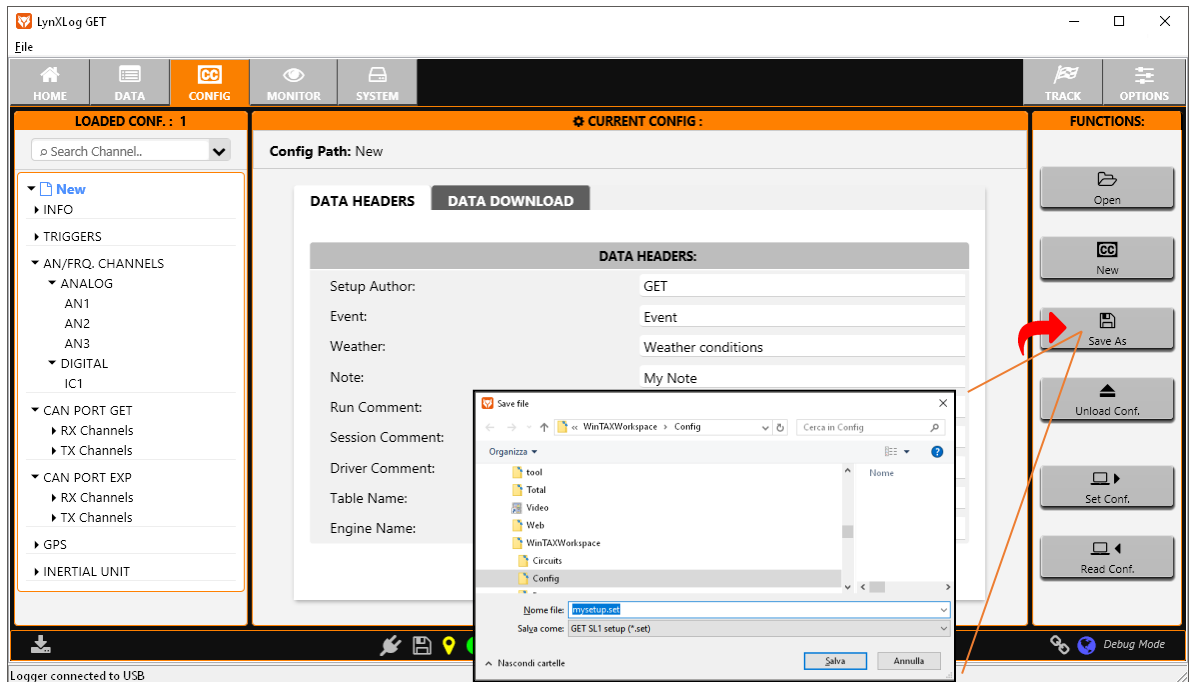 LynXLog GET
File
HOME
DATA
CONFIG
MONITOR
SYSTEM
TRACK
OPTIONS
LOADED CONF. : 1
Search Channel..
New
INFO
TRIGGERS
AN/FRQ. CHANNELS
ANALOG
AN1
AN2
AN3
DIGITAL
IC1
CAN PORT GET
RX Channels
TX Channels
CAN PORT EXP
RX Channels
TX Channels
GPS
INERTIAL UNIT
CURRENT CONFIG :
Config Path: New
DATA HEADERS
DATA DOWNLOAD
DATA HEADERS:
Setup Author: GET
Event: Event
Weather: Weather conditions
Note: My Note
Run Comment:
Session Comment:
Driver Comment:
Table Name:
Engine Name:
Save file
« WinTAXWorkspace › Config
Cerca in Config
Organizza
tool
Total
Video
Web
WinTAXWorkspace
Circuits
Config
Nome
Nome file: mysetup.set
Salva come: GET SL1 setup (*.set)
Nascondi cartelle
Salva
Annulla
FUNCTIONS:
Open
CC
New
Save As
Unload Conf.
Set Conf.
Read Conf.
Debug Mode
Logger connected to USB